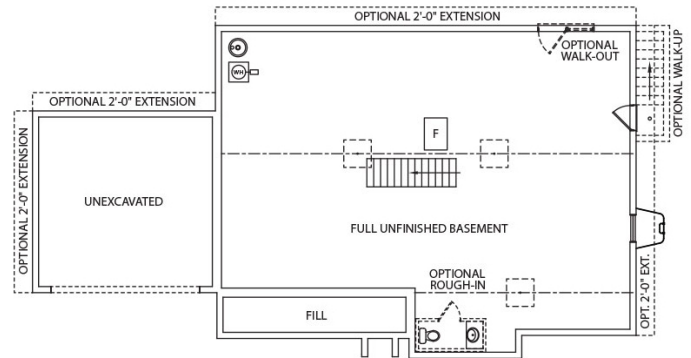 OPTIONAL 2'-0" EXTENSION
OPTIONAL
WALK-OUT
OPTIONAL WALK-UP
WH
OPTIONAL 2'-0" EXTENSION
F
OPTIONAL 2'-0" EXTENSION
UNEXCAVATED
FULL UNFINISHED BASEMENT
OPTIONAL
ROUGH-IN
OPT. 2'-0" EXT.
FILL